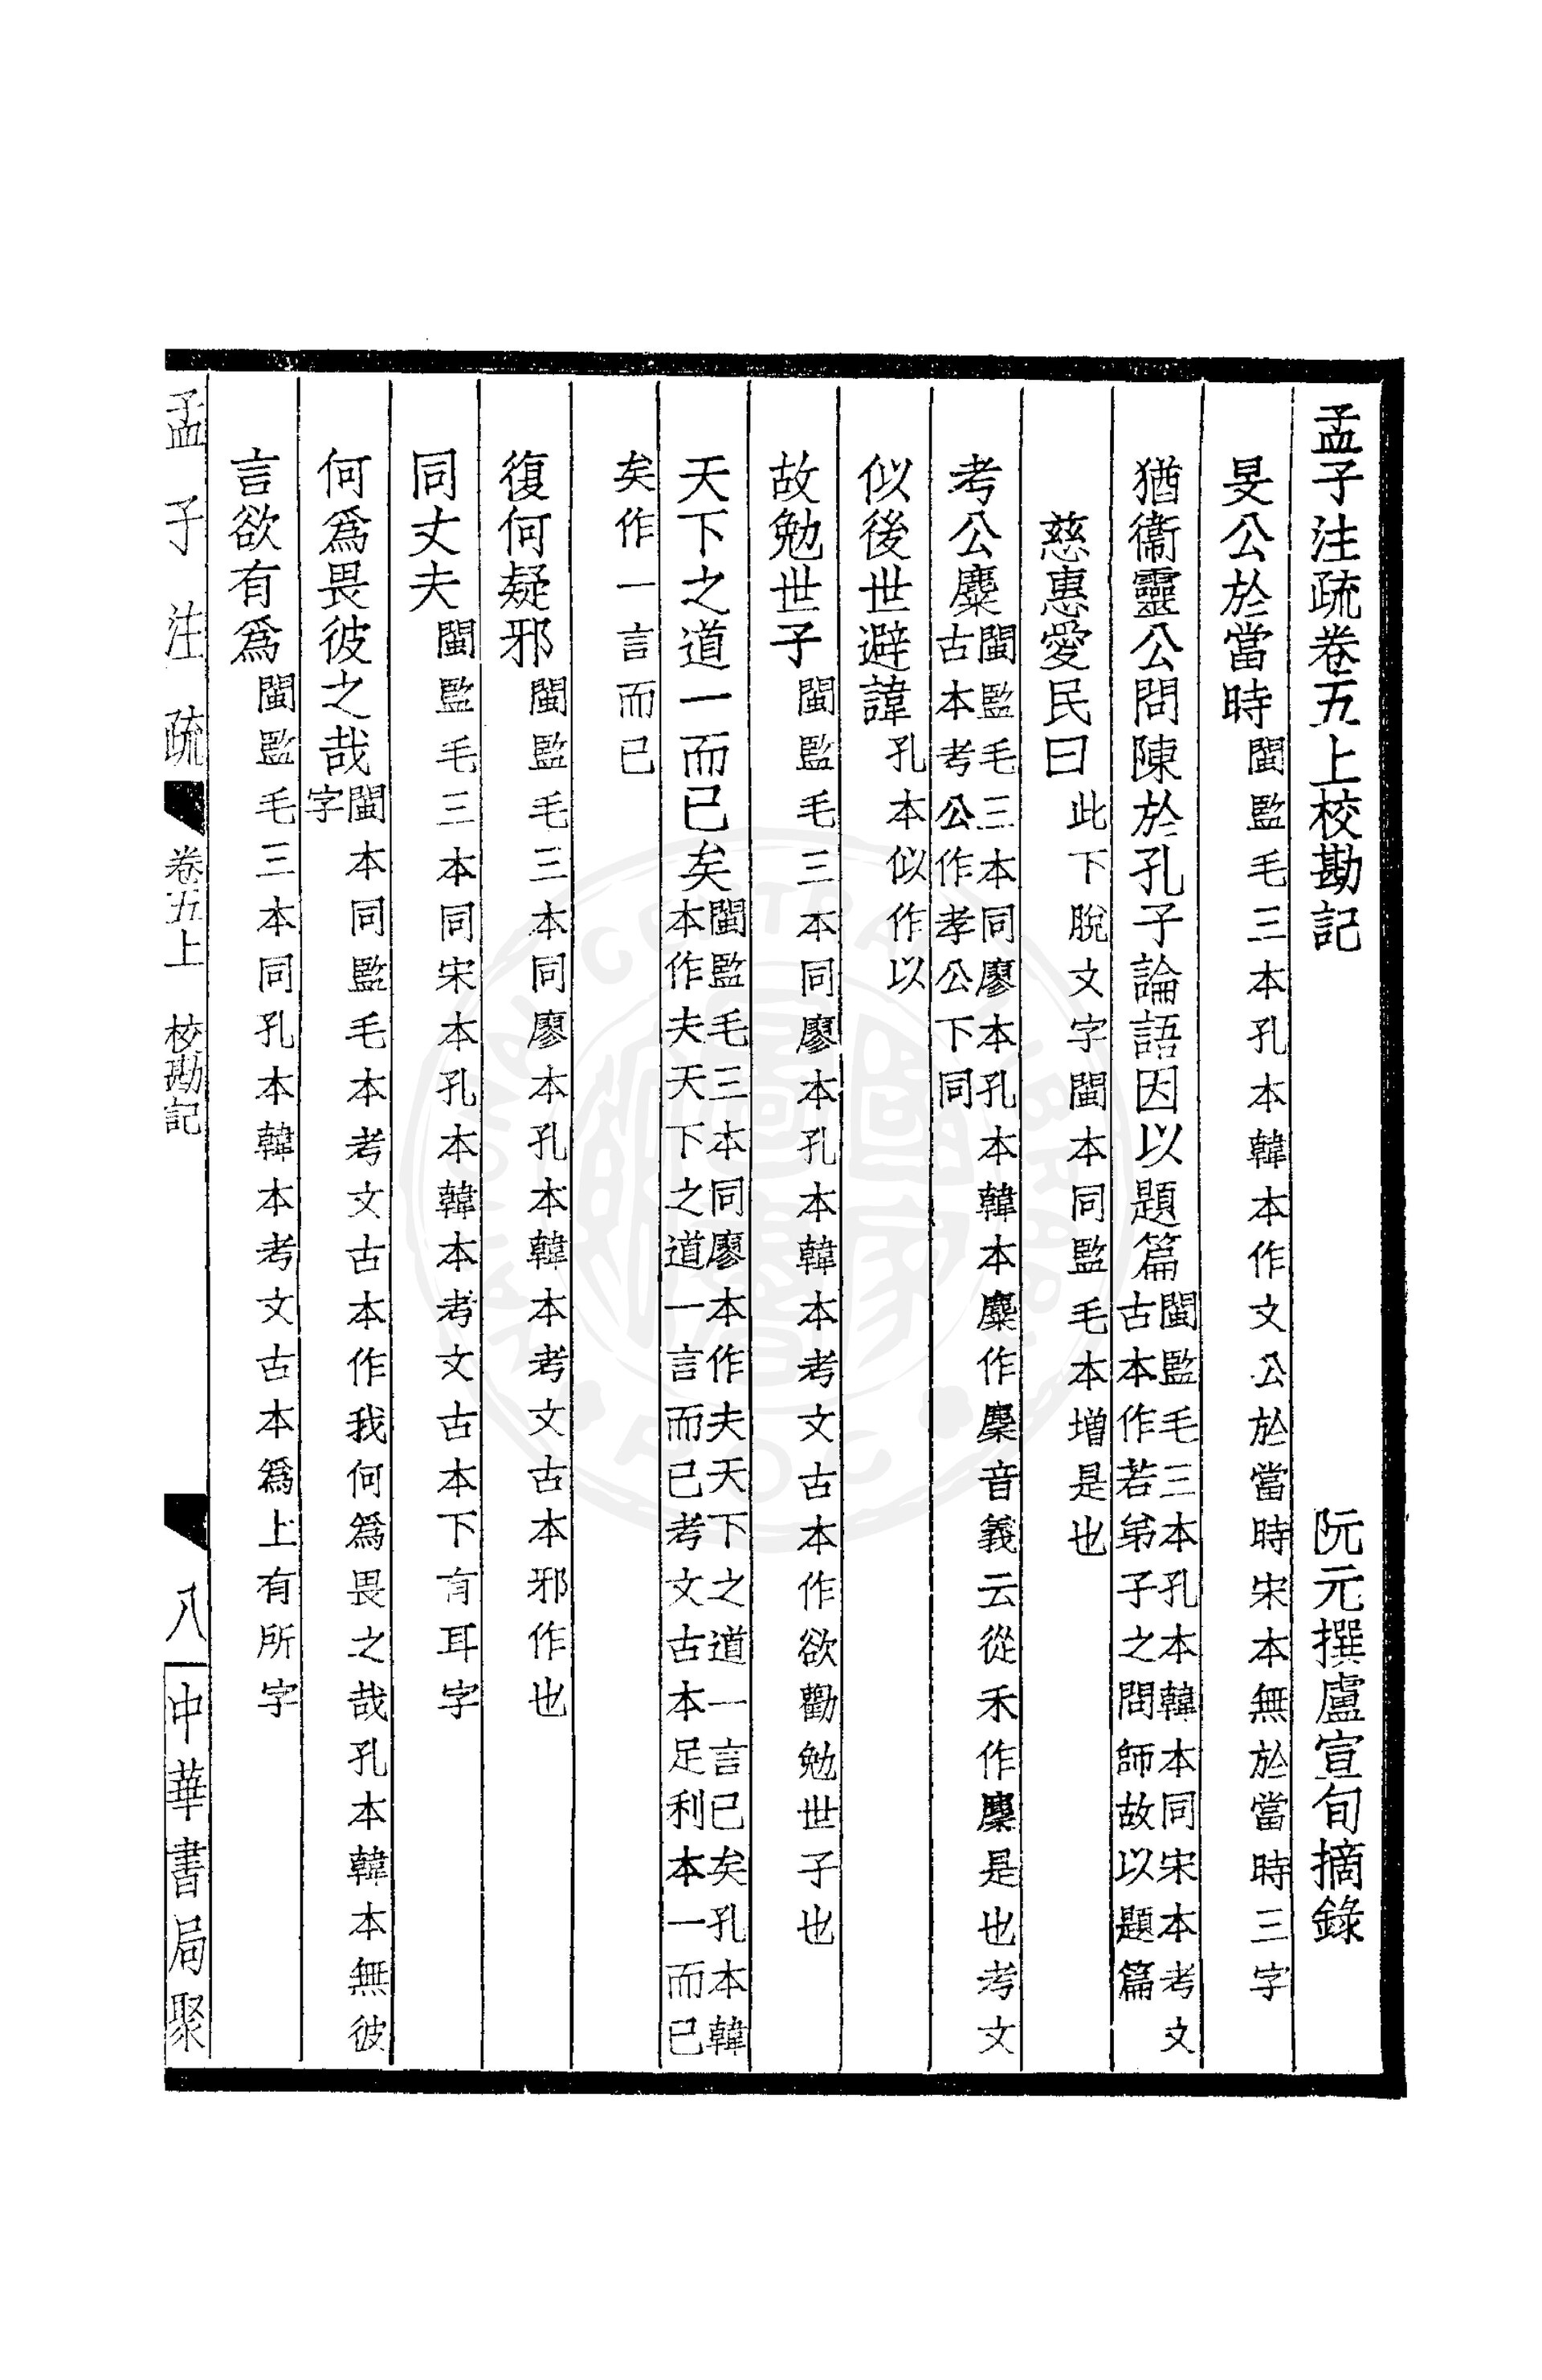 孟子注疏卷五上校勘記　阮元撰盧宣旬摘錄
旻公於當時閩監毛三本孔本韓本作文公於當時宋本無於當時三字
猶衞靈公問陳於孔子論語因以題篇閩監毛三本孔本韓本同宋本考文古本作若弟子之問師故以題篇
慈惠愛民曰此下脫文字閩本同監毛本增是也
考公麋閩監毛三本同廖本孔本韓本麋作麇音義云從禾作麇是也考文古本考公作孝公下同
似後世避諱孔本似作以
故勉世子閩監毛三本同廖本孔本韓本考文古本作欲勸勉世子也
天下之道一而已矣閩監毛三本同廖本作夫天下之道一言已矣孔本韓本作夫天下之道一言而已考文古本足利本一而已
矣作一言而已
復何疑邪閩監毛三本同廖本孔本韓本考文古本邪作也
同丈夫閩監毛三本同宋本孔本韓本考文古本下有耳字
何爲畏彼之哉閩本同監毛本考文古本作我何爲畏之哉孔本韓本無彼字
言欲有爲閩監毛三本同孔本韓本考文古本爲上有所字
孟子注疏　卷五上　校勘記　八　中華書局聚
NATIONAL CENTRAL LIBRARY
R.O.C.